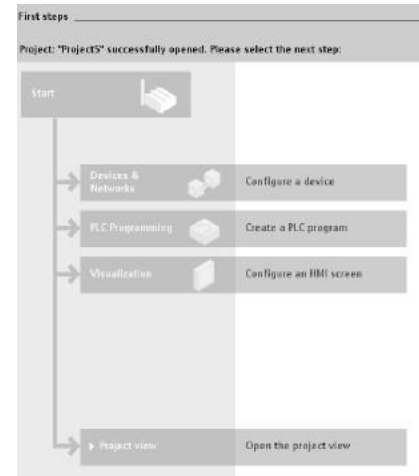 First steps
Project: "Project5" successfully opened. Please select the next step:
Start
Devices &
Networks
Configure a device
PLC Programming
Create a PLC program
Visualization
Configure an HMI screen
Project view
Open the project view